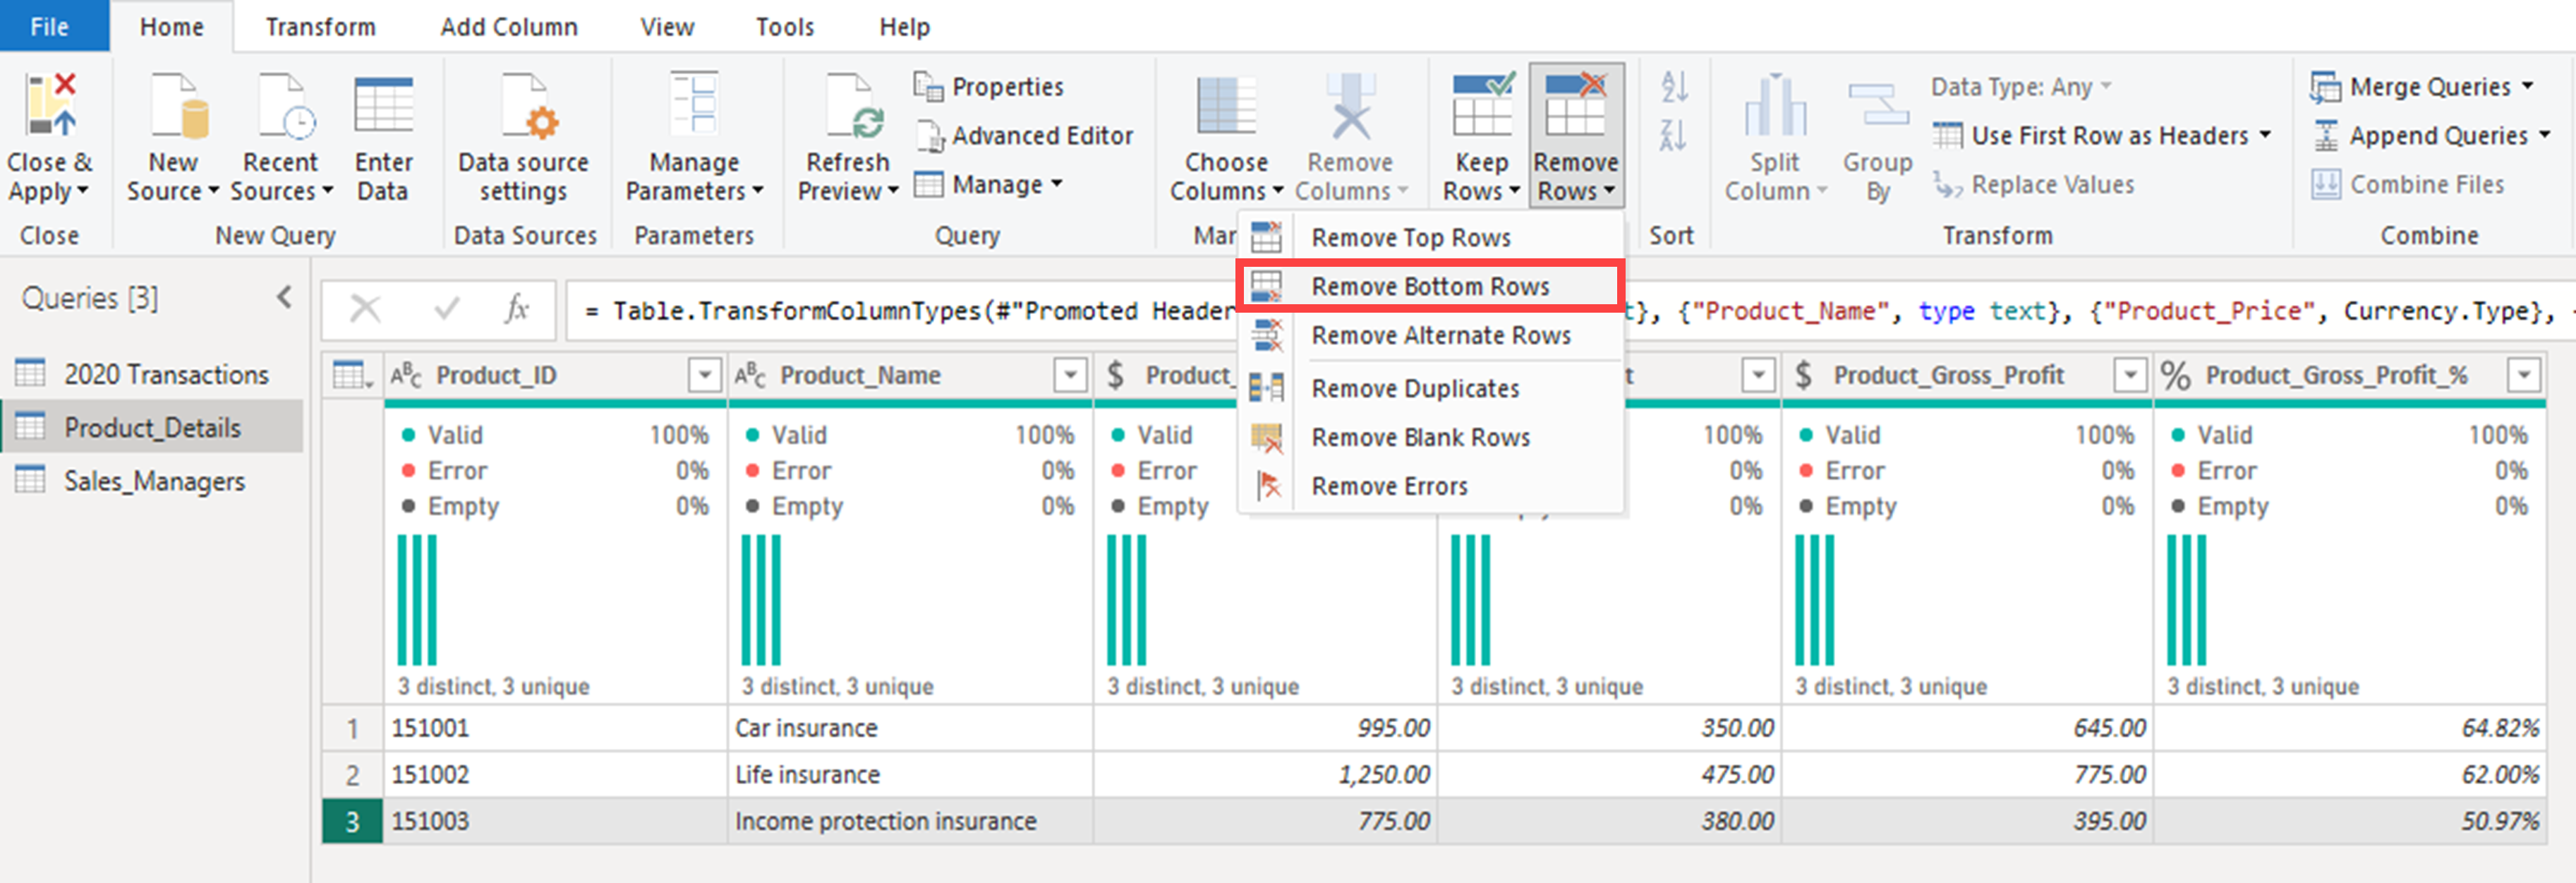 File Home Transform Add Column View Tools Help
Close & Apply
New Source
Recent Sources
Enter Data
Data source settings
Manage Parameters
Refresh Preview
Properties
Advanced Editor
Manage
Choose Columns
Remove Columns
Keep Rows
Remove Rows
Split Column
Group By
Data Type: Any
Use First Row as Headers
Replace Values
Merge Queries
Append Queries
Combine Files
Close New Query Data Sources Parameters Query Mar Sort Transform Combine
Remove Top Rows
Remove Bottom Rows
Remove Alternate Rows
Remove Duplicates
Remove Blank Rows
Remove Errors
Queries [3]
2020 Transactions
Product_Details
Sales_Managers
fx = Table.TransformColumnTypes(#"Promoted Header t}, {"Product_Name", type text}, {"Product_Price", Currency.Type},
ABC Product_ID ABC Product_Name $ Product_ t $ Product_Gross_Profit % Product_Gross_Profit_%
Valid 100% Valid 100% Valid 100% Valid 100% Valid 100%
Error 0% Error 0% Error 0% Error 0% Error 0%
Empty 0% Empty 0% Empty 0% Empty 0% Empty 0%
3 distinct, 3 unique 3 distinct, 3 unique 3 distinct, 3 unique 3 distinct, 3 unique 3 distinct, 3 unique 3 distinct, 3 unique
1 151001 Car insurance 995.00 350.00 645.00 64.82%
2 151002 Life insurance 1,250.00 475.00 775.00 62.00%
3 151003 Income protection insurance 775.00 380.00 395.00 50.97%